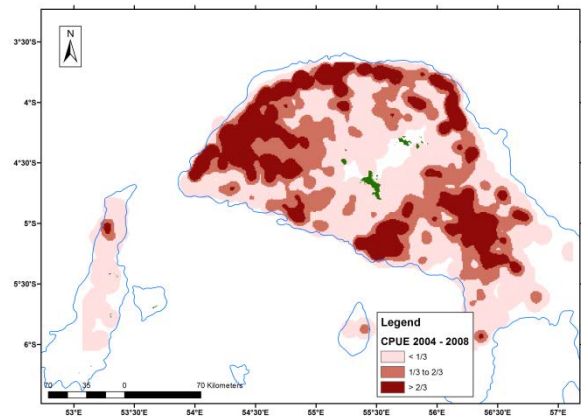 N
3°30'S
4°S
4°30'S
5°S
5°30'S
6°S
Legend
CPUE 2004 - 2008
< 1/3
1/3 to 2/3
> 2/3
70 35 0 70 Kilometers
53°E 53°30'E 54°E 54°30'E 55°E 55°30'E 56°E 56°30'E 57°E